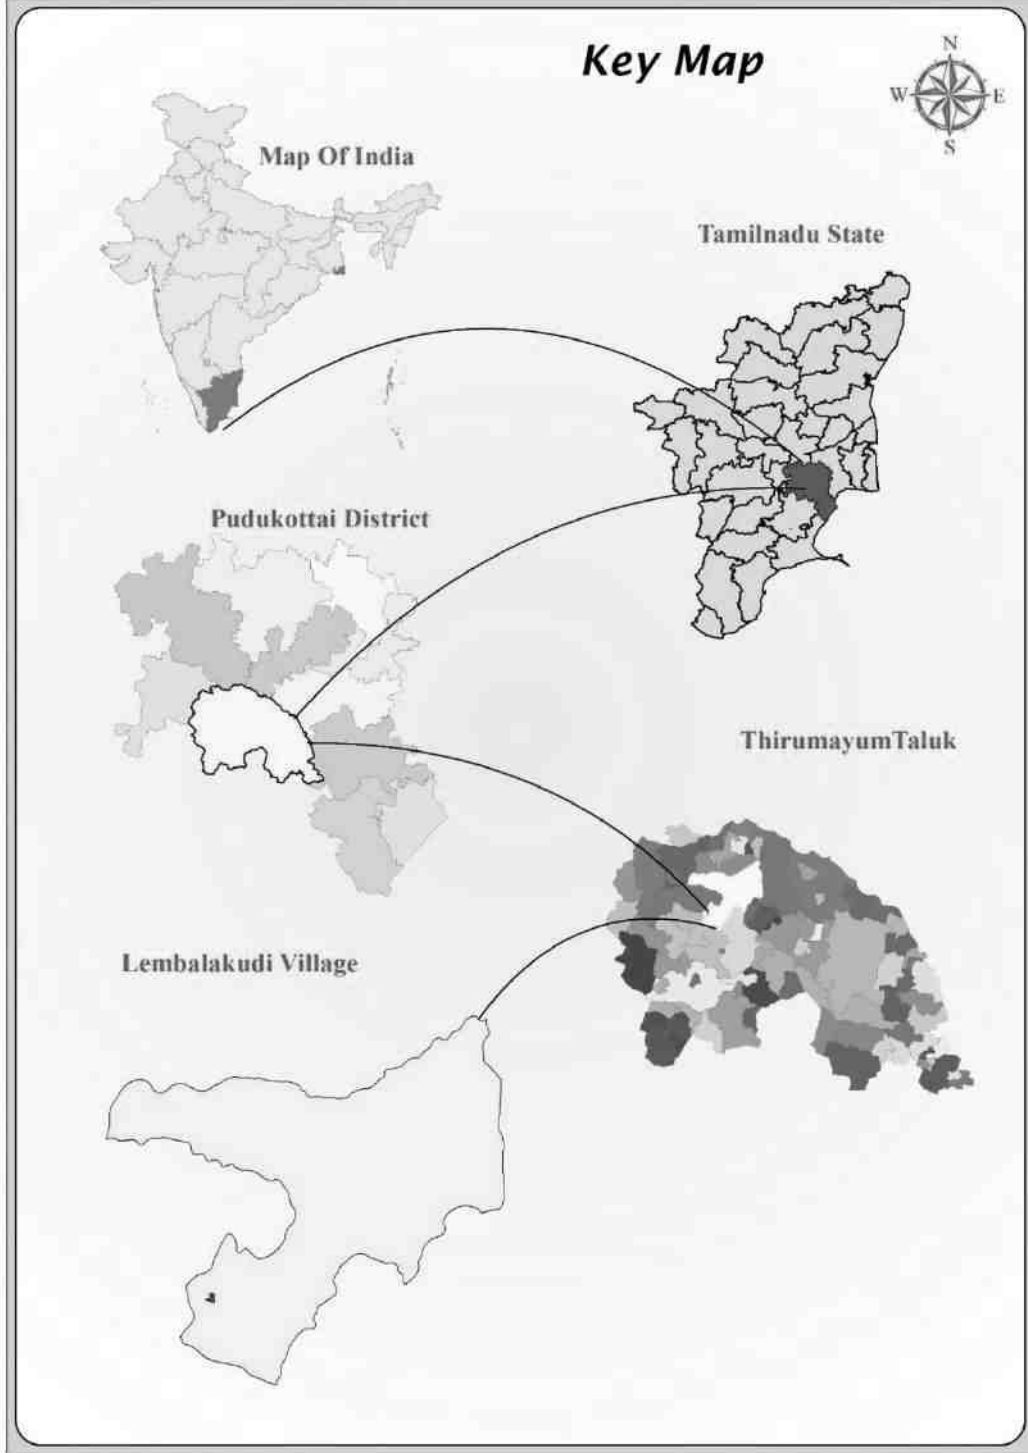 Key Map
N
W E
S
Map Of India
Tamilnadu State
Pudukottai District
ThirumayumTaluk
Lembalakudi Village